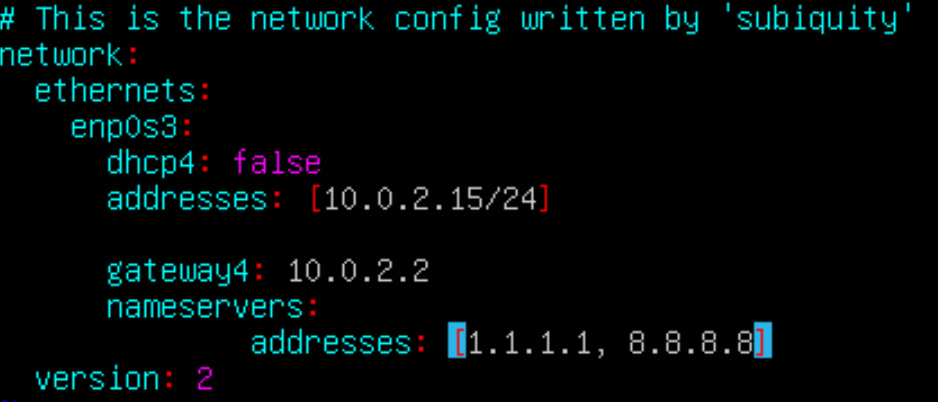 # This is the network config written by 'subiquity'
network:
  ethernets:
    enp0s3:
      dhcp4: false
      addresses: [10.0.2.15/24]

      gateway4: 10.0.2.2
      nameservers:
              addresses: [1.1.1.1, 8.8.8.8]
  version: 2